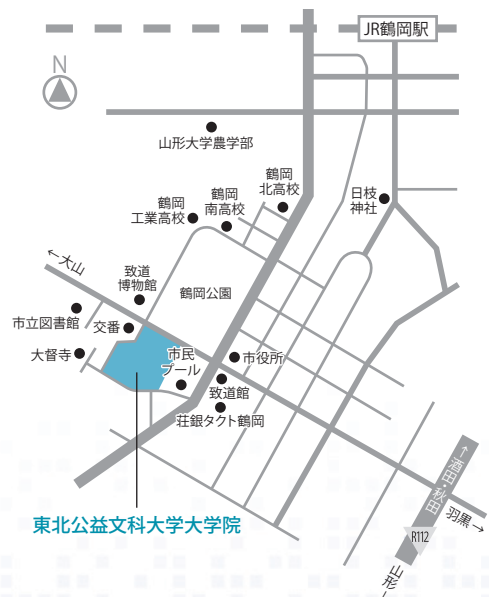 JR鶴岡駅
N
山形大学農学部
鶴岡
北高校
鶴岡
南高校
鶴岡
工業高校
日枝
神社
←大山
致道
博物館
鶴岡公園
市立図書館
交番
大督寺
市民
プール
市役所
致道館
荘銀タクト鶴岡
←酒田・秋田
羽黒→
R112
山形→
東北公益文科大学大学院